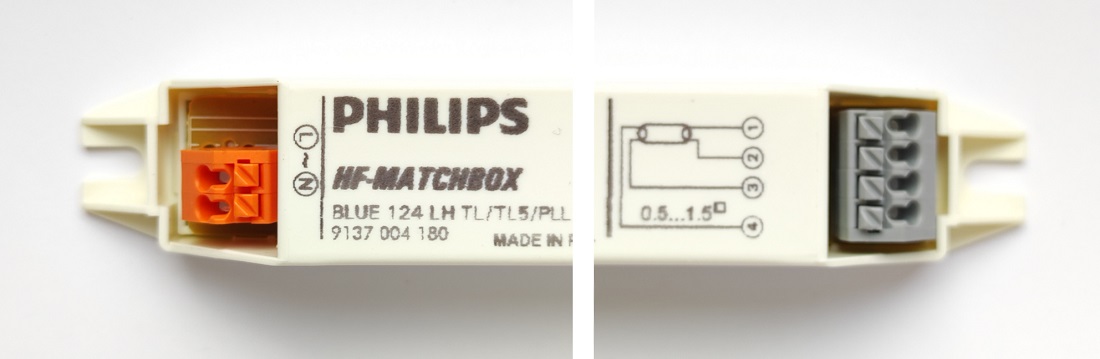 PHILIPS
HF-MATCHBOX
BLUE 124 LH TL/TL5/PLL
9137 004 180
MADE IN
L
~
N
1
2
3
0.5...1.5
4